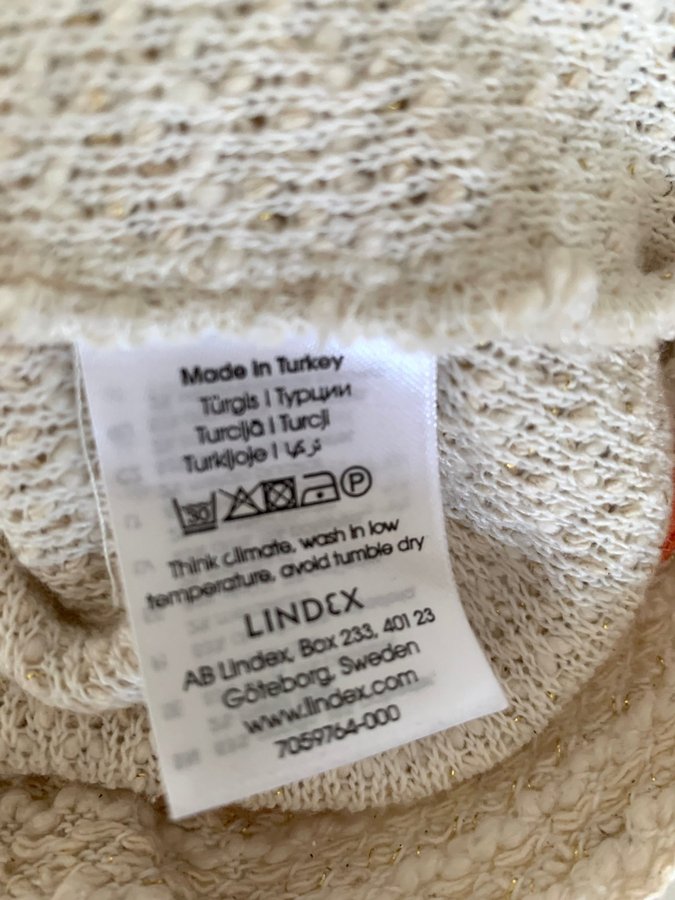 Made in Turkey
Türgis | Турции
Turcijā | Turcji
Turkijoje | تركيا
30 P
Think climate, wash in low
temperature, avoid tumble dry
LINDEX
AB Lindex, Box 233, 401 23
Göteborg, Sweden
www.lindex.com
7059764-000